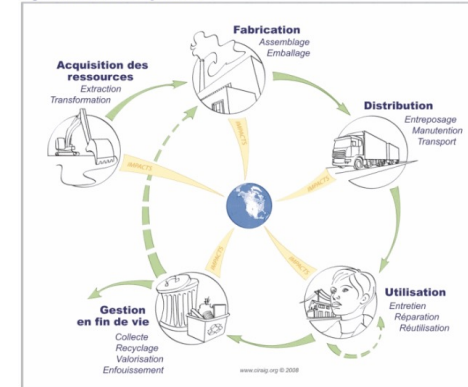 Fabrication
Assemblage
Emballage
Acquisition des
ressources
Extraction
Transformation
Distribution
Entreposage
Manutention
Transport
IMPACTS
IMPACTS
IMPACTS
IMPACTS
IMPACTS
Utilisation
Entretien
Réparation
Réutilisation
Gestion
en fin de vie
Collecte
Recyclage
Valorisation
Enfouissement
www.ciraig.org © 2008